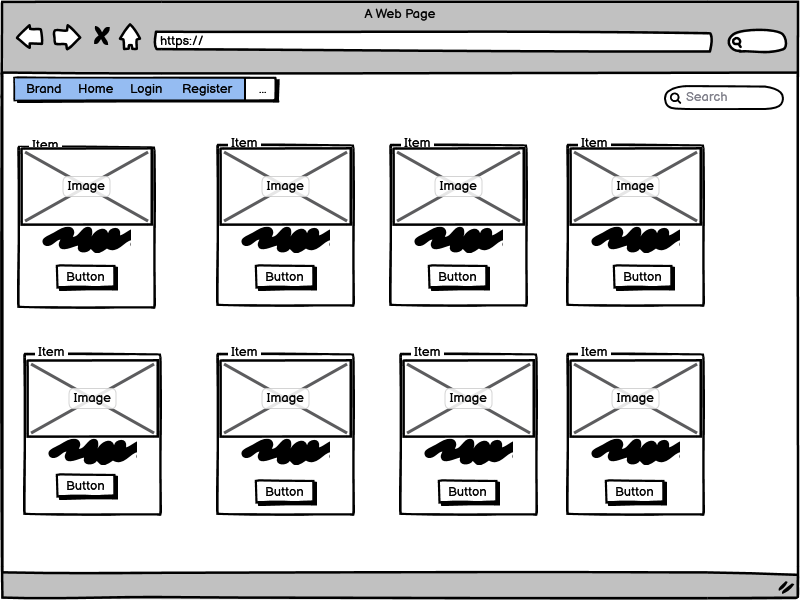 A Web Page
https://
Brand Home Login Register ...
Search
Item Item Item Item
Image Image Image Image
Button Button Button Button
Item Item Item Item
Image Image Image Image
Button Button Button Button